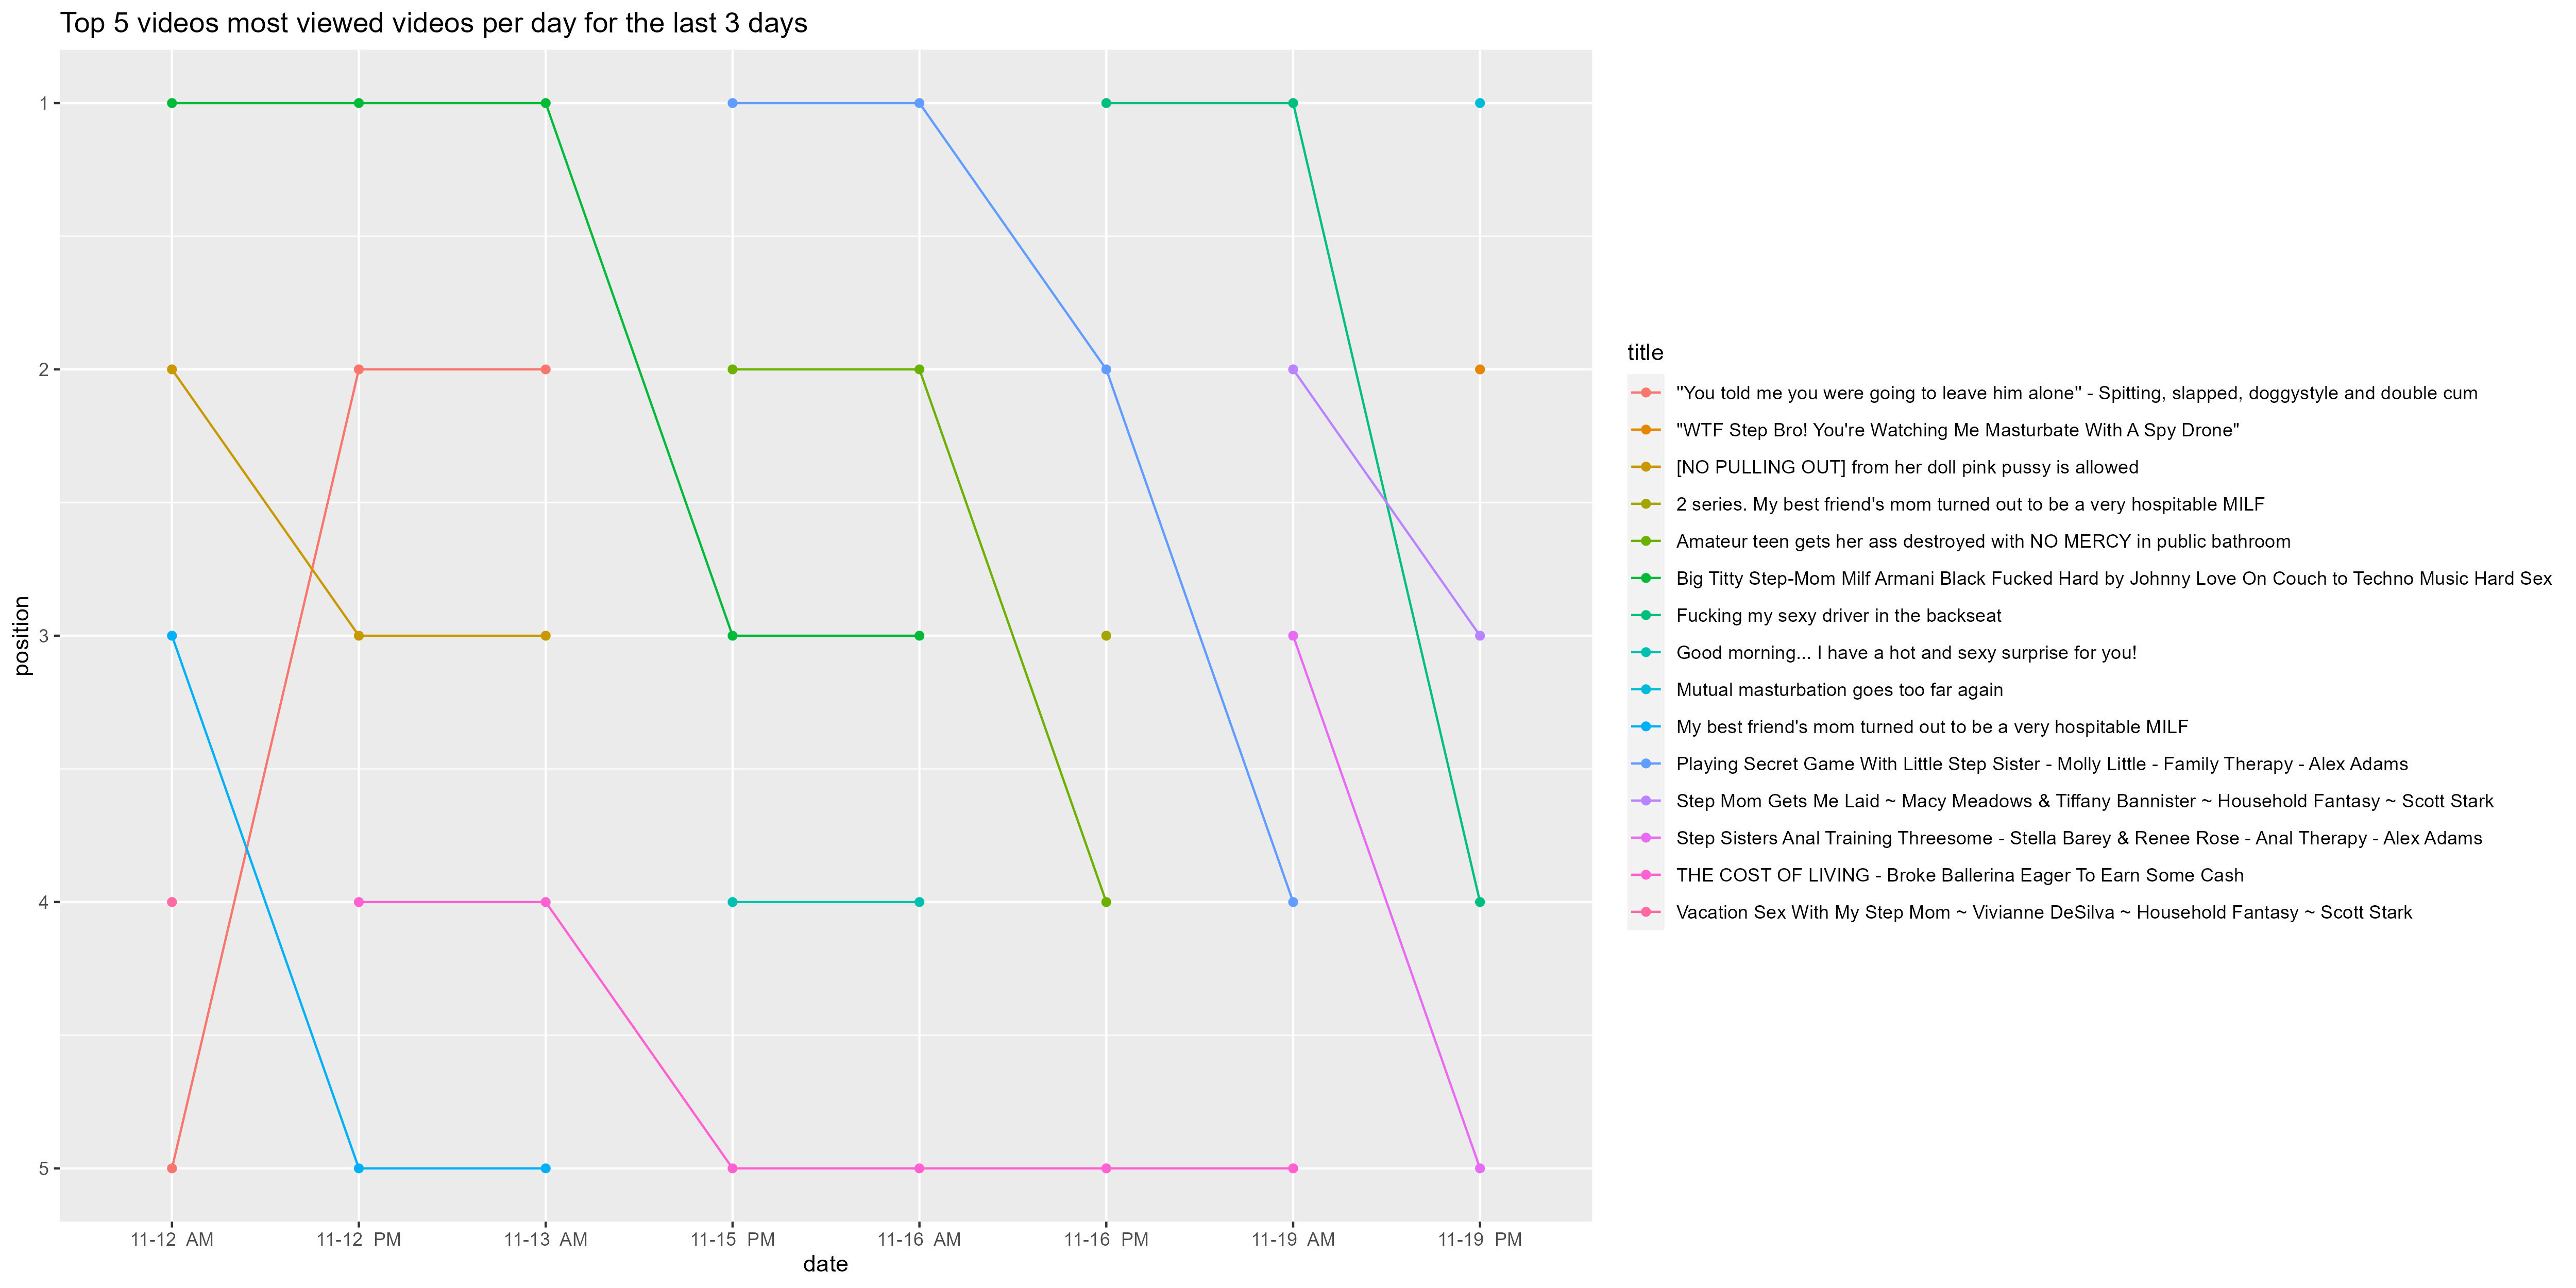 Top 5 videos most viewed videos per day for the last 3 days
position
1
2
3
4
5
11-12 AM
11-12 PM
11-13 AM
11-15 PM
11-16 AM
11-16 PM
11-19 AM
11-19 PM
date
title
"You told me you were going to leave him alone" - Spitting, slapped, doggystyle and double cum
"WTF Step Bro! You're Watching Me Masturbate With A Spy Drone"
[NO PULLING OUT] from her doll pink pussy is allowed
2 series. My best friend's mom turned out to be a very hospitable MILF
Amateur teen gets her ass destroyed with NO MERCY in public bathroom
Big Titty Step-Mom Milf Armani Black Fucked Hard by Johnny Love On Couch to Techno Music Hard Sex
Fucking my sexy driver in the backseat
Good morning... I have a hot and sexy surprise for you!
Mutual masturbation goes too far again
My best friend's mom turned out to be a very hospitable MILF
Playing Secret Game With Little Step Sister - Molly Little - Family Therapy - Alex Adams
Step Mom Gets Me Laid ~ Macy Meadows & Tiffany Bannister ~ Household Fantasy ~ Scott Stark
Step Sisters Anal Training Threesome - Stella Barey & Renee Rose - Anal Therapy - Alex Adams
THE COST OF LIVING - Broke Ballerina Eager To Earn Some Cash
Vacation Sex With My Step Mom ~ Vivianne DeSilva ~ Household Fantasy ~ Scott Stark